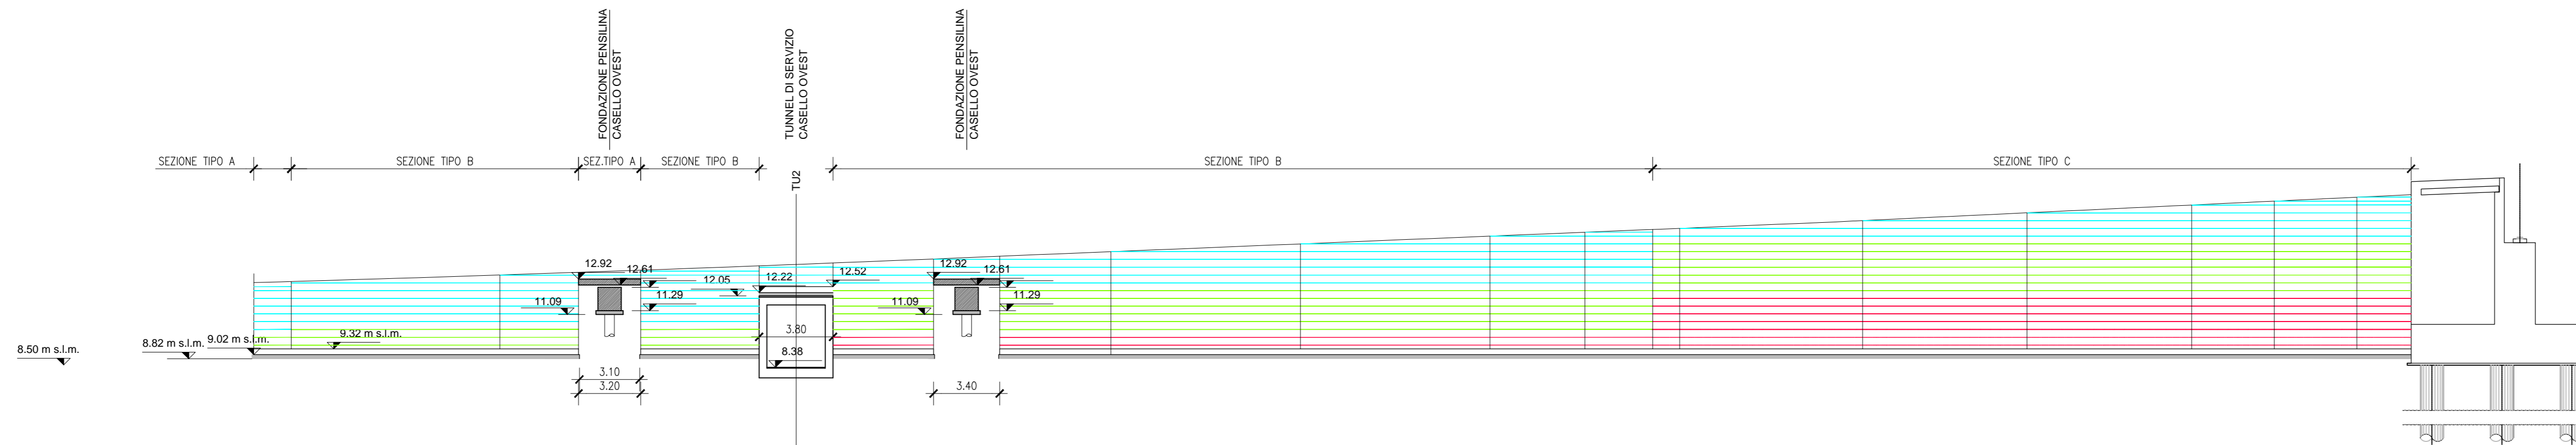 FONDAZIONE PENSILINA
CASELLO OVEST
TUNNEL DI SERVIZIO
CASELLO OVEST
FONDAZIONE PENSILINA
CASELLO OVEST
SEZIONE TIPO A
SEZIONE TIPO B
SEZ.TIPO A
SEZIONE TIPO B
SEZIONE TIPO B
SEZIONE TIPO C
TU2
12.92
12.61
12.05
12.22
12.52
12.92
12.61
11.09
11.29
11.09
11.29
3.80
9.32 m s.l.m.
9.02 m s.l.m.
8.82 m s.l.m.
8.50 m s.l.m.
8.38
3.10
3.20
3.40